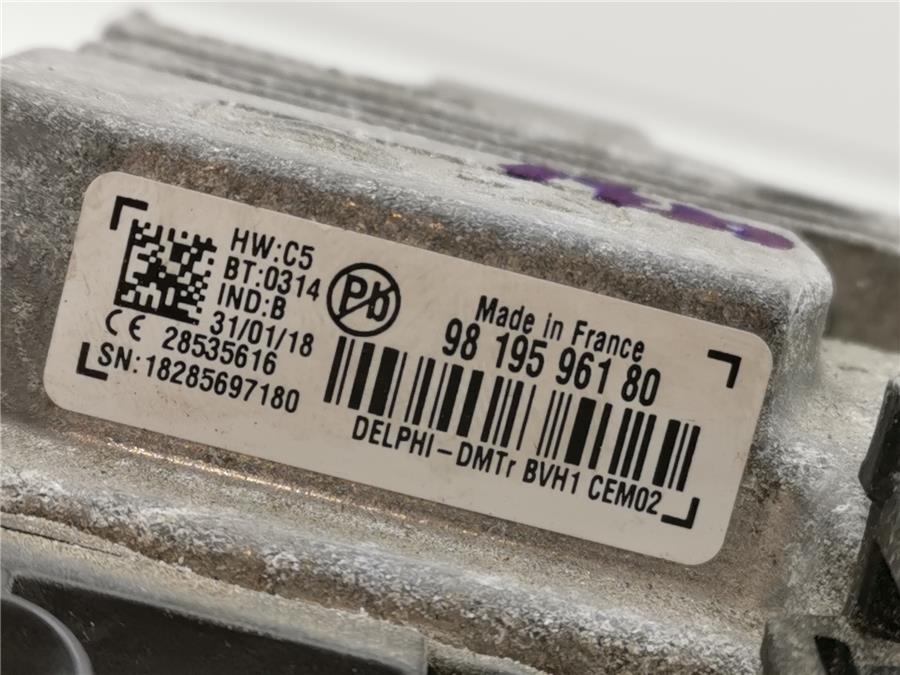 HW:C5
BT:0314
IND:B
31/01/18
CE 28535616
SN:18285697180
Pb
Made in France
98 195 961 80
DELPHI-DMTr BVH1 CEM02